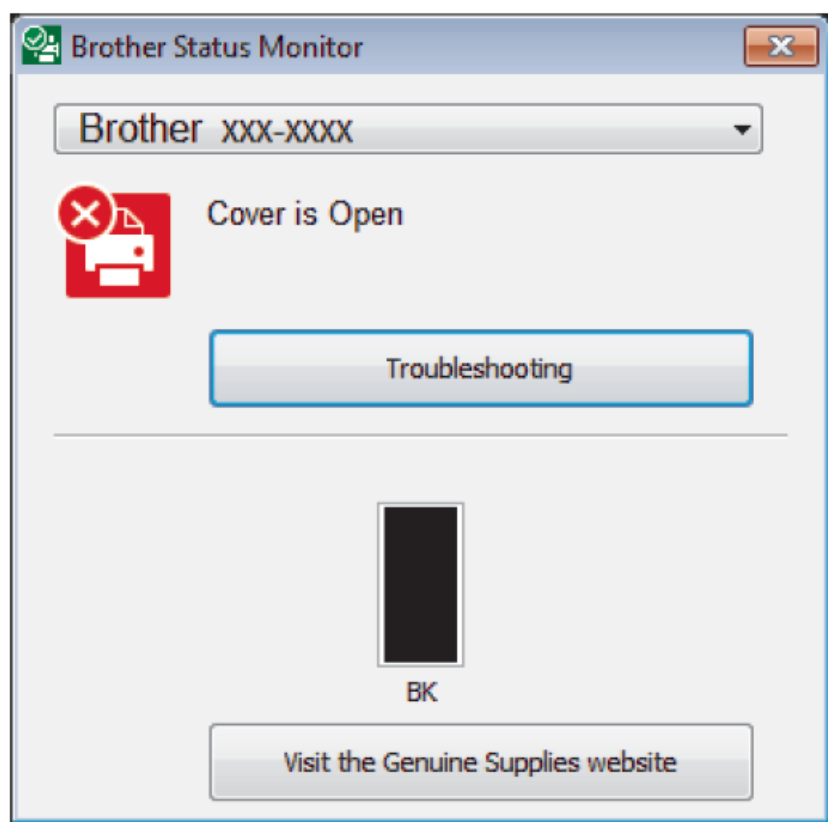 Brother Status Monitor
Brother xxx-xxxx
Cover is Open
Troubleshooting
BK
Visit the Genuine Supplies website